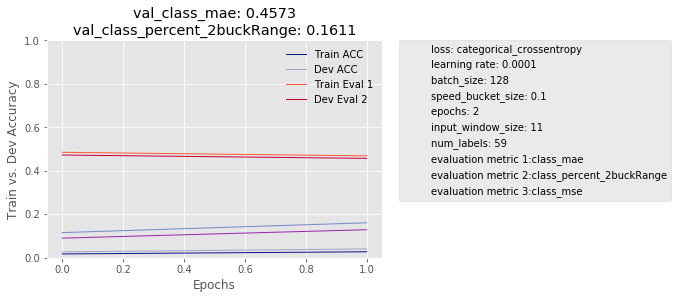 val_class_mae: 0.4573
val_class_percent_2buckRange: 0.1611
Train vs. Dev Accuracy
1.0
0.8
0.6
0.4
0.2
0.0
0.0 0.2 0.4 0.6 0.8 1.0
Epochs
Train ACC
Dev ACC
Train Eval 1
Dev Eval 2
loss: categorical_crossentropy
learning rate: 0.0001
batch_size: 128
speed_bucket_size: 0.1
epochs: 2
input_window_size: 11
num_labels: 59
evaluation metric 1:class_mae
evaluation metric 2:class_percent_2buckRange
evaluation metric 3:class_mse